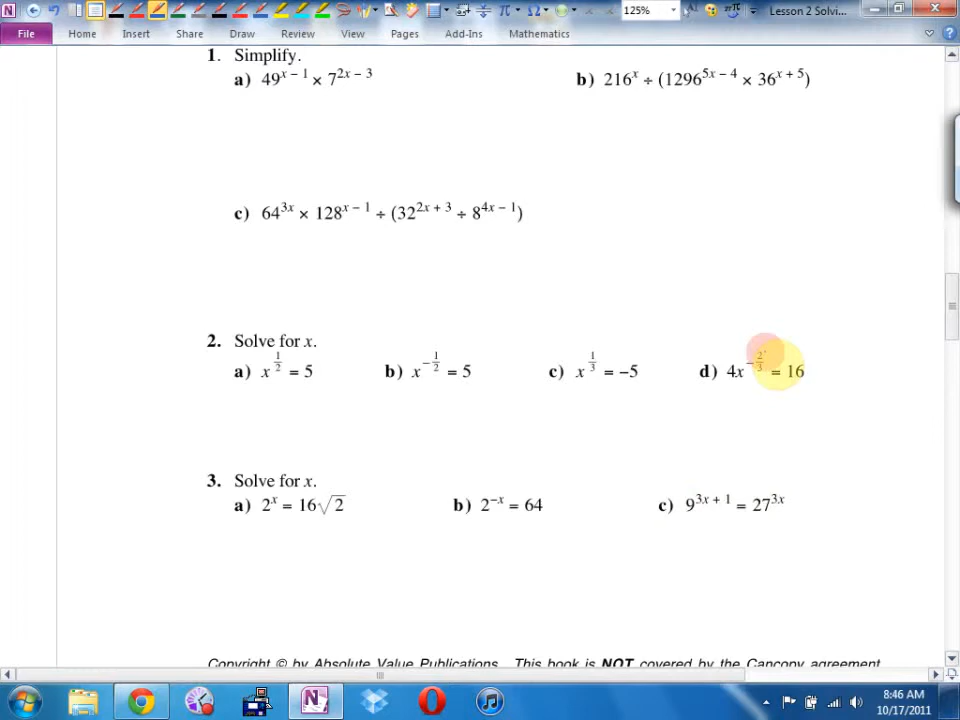 125%
Lesson 2 Solvi...
File Home Insert Share Draw Review View Pages Add-Ins Mathematics
1. Simplify.
a) 49^{x – 1} × 7^{2x – 3} b) 216^x ÷ (1296^{5x – 4} × 36^{x + 5})
c) 64^{3x} × 128^{x – 1} ÷ (32^{2x + 3} ÷ 8^{4x – 1})
2. Solve for x.
a) x^{1/2} = 5 b) x^{–1/2} = 5 c) x^{1/3} = –5 d) 4x^{–2/3} = 16
3. Solve for x.
a) 2^x = 16√2 b) 2^{–x} = 64 c) 9^{3x + 1} = 27^{3x}
Copyright © by Absolute Value Publications. This book is NOT covered by the Cancopy agreement
8:46 AM
10/17/2011